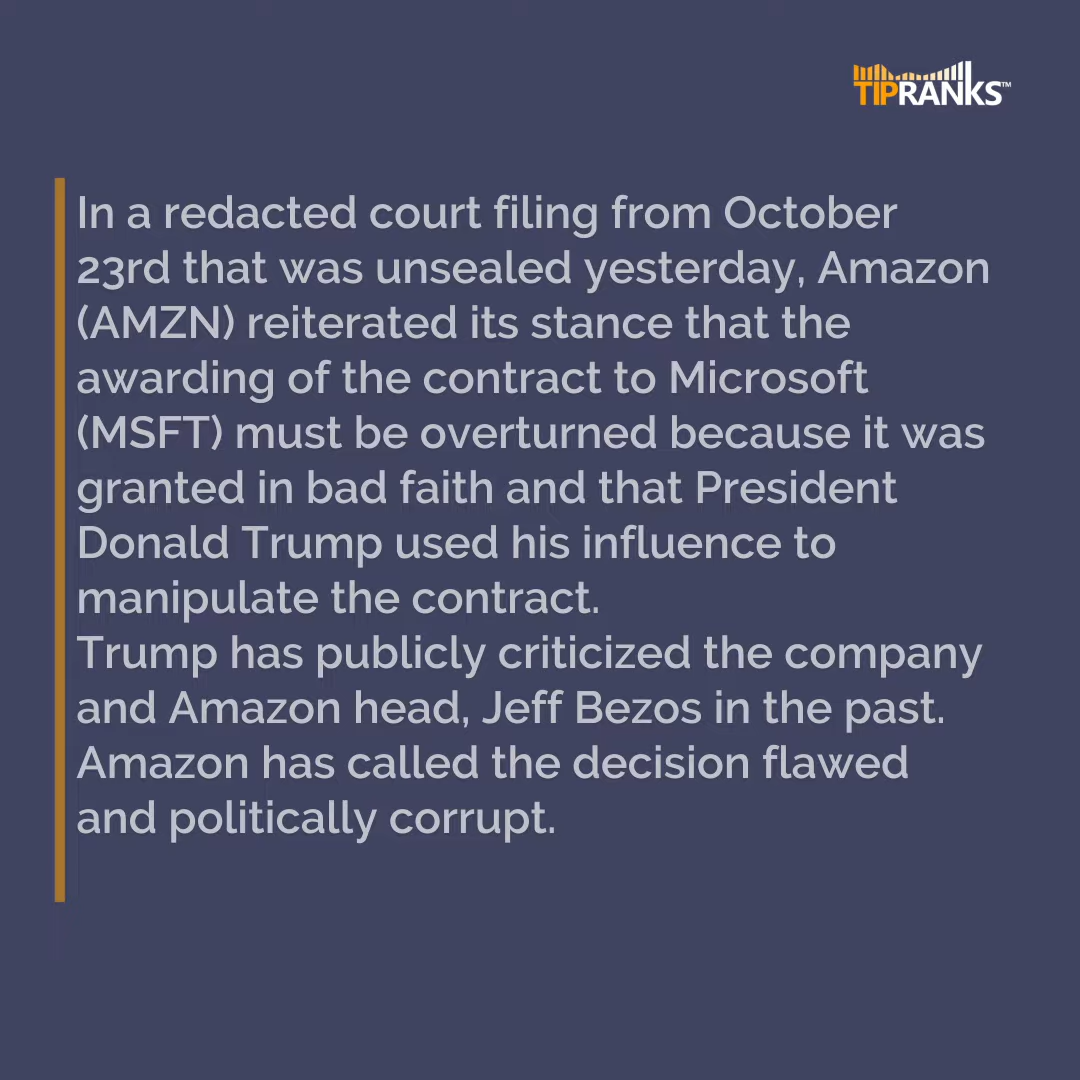 TIPRANKS™
In a redacted court filing from October
23rd that was unsealed yesterday, Amazon
(AMZN) reiterated its stance that the
awarding of the contract to Microsoft
(MSFT) must be overturned because it was
granted in bad faith and that President
Donald Trump used his influence to
manipulate the contract.
Trump has publicly criticized the company
and Amazon head, Jeff Bezos in the past.
Amazon has called the decision flawed
and politically corrupt.